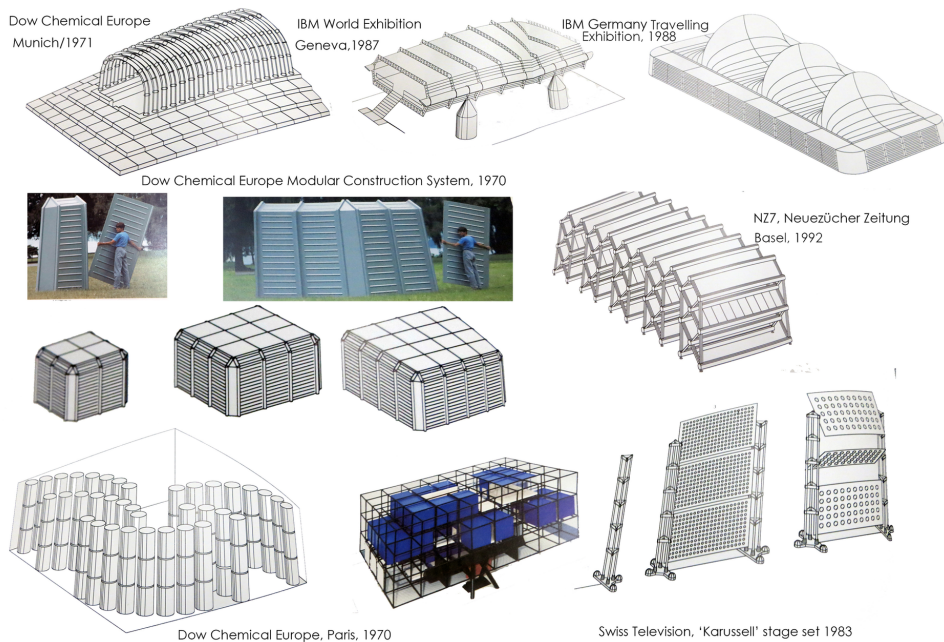 Dow Chemical Europe
Munich/1971
IBM World Exhibition
Geneva,1987
IBM Germany Travelling
Exhibition, 1988
Dow Chemical Europe Modular Construction System, 1970
NZ7, Neuezücher Zeitung
Basel, 1992
Dow Chemical Europe, Paris, 1970
Swiss Television, ‘Karussell’ stage set 1983